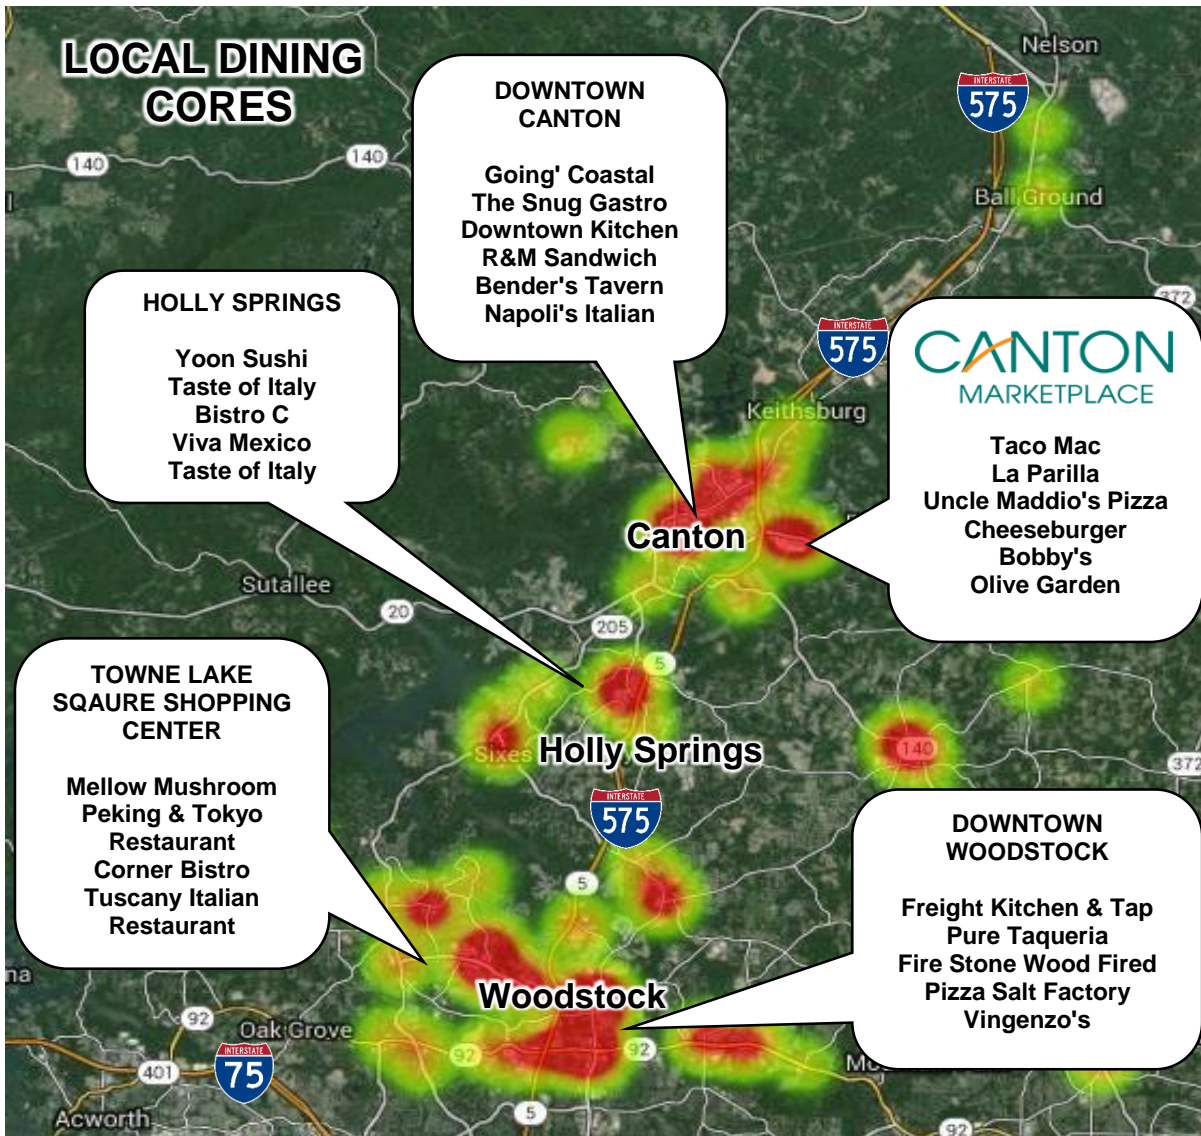 LOCAL DINING
CORES
Nelson
INTERSTATE
575
140
140
DOWNTOWN
CANTON
Going' Coastal
The Snug Gastro
Downtown Kitchen
R&M Sandwich
Bender's Tavern
Napoli's Italian
Ball Ground
372
HOLLY SPRINGS
Yoon Sushi
Taste of Italy
Bistro C
Viva Mexico
Taste of Italy
INTERSTATE
575
CANTON
MARKETPLACE
Taco Mac
La Parilla
Uncle Maddio's Pizza
Cheeseburger
Bobby's
Olive Garden
Keithsburg
Canton
Sutallee
20
205
5
TOWNE LAKE
SQAURE SHOPPING
CENTER
Mellow Mushroom
Peking & Tokyo
Restaurant
Corner Bistro
Tuscany Italian
Restaurant
Sixes
Holly Springs
140
372
INTERSTATE
575
DOWNTOWN
WOODSTOCK
Freight Kitchen & Tap
Pure Taqueria
Fire Stone Wood Fired
Pizza Salt Factory
Vingenzo's
5
na
Woodstock
92
Oak Grove
92
92
INTERSTATE
75
401
Acworth
5
92